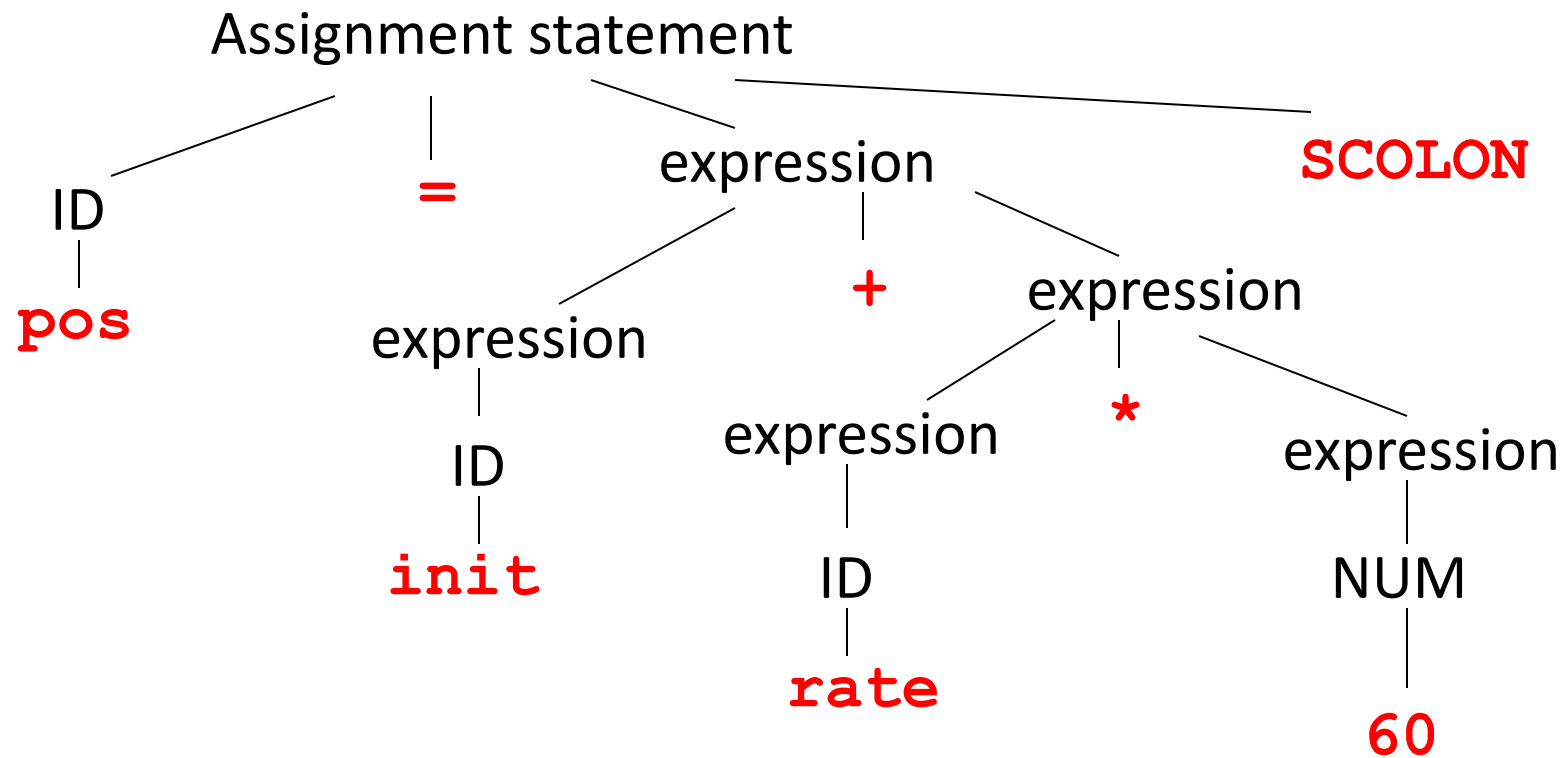 Assignment statement
expression
SCOLON
ID
=
+
expression
pos
expression
*
expression
expression
ID
init
ID
NUM
rate
60